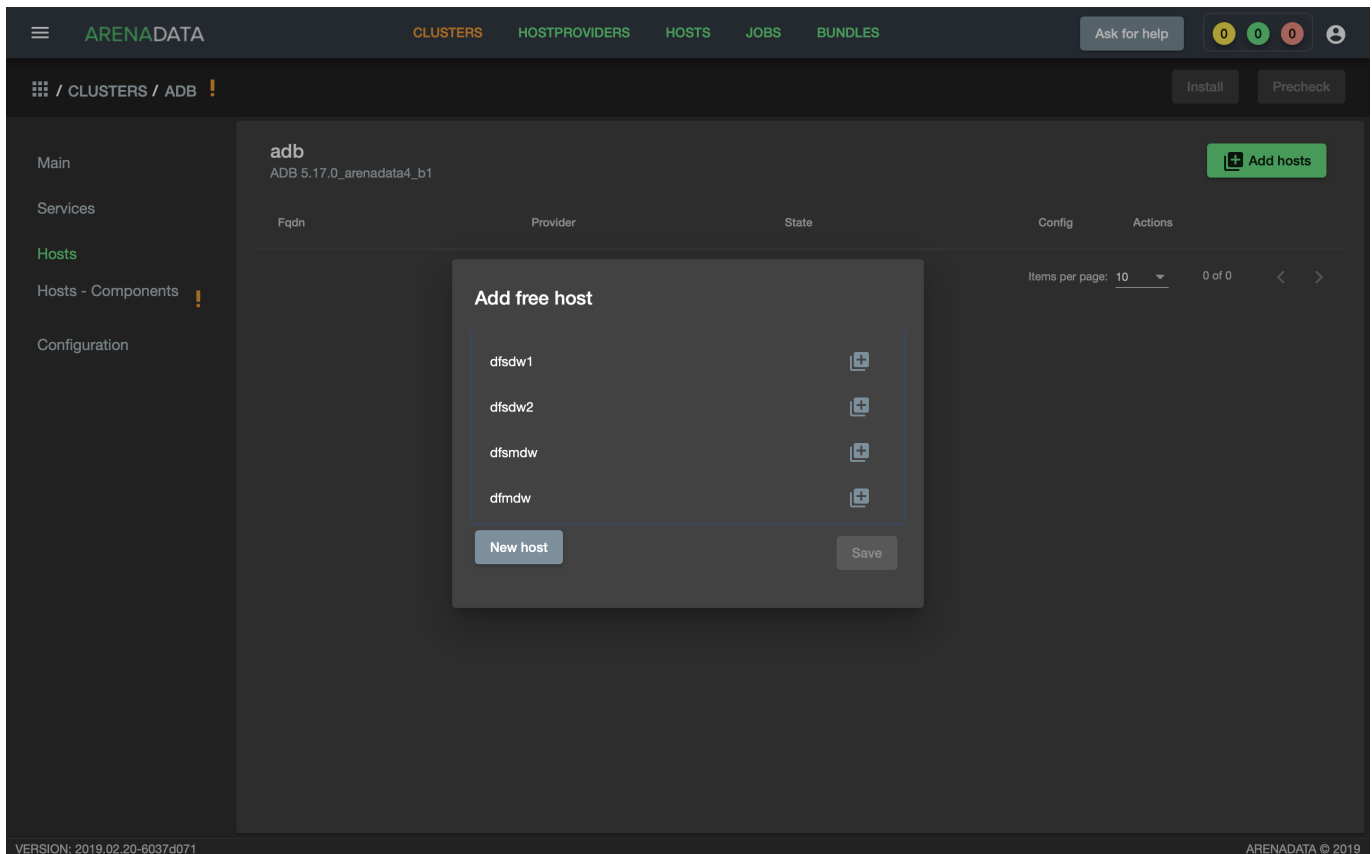 ARENADATA CLUSTERS HOSTPROVIDERS HOSTS JOBS BUNDLES Ask for help 0 0 0
/ CLUSTERS / ADB ! Install Precheck
Main
Services
Hosts
Hosts - Components !
Configuration
adb
ADB 5.17.0_arenadata4_b1
Add hosts
Fqdn Provider State Config Actions
Items per page: 10 0 of 0
Add free host
dfsdw1
dfsdw2
dfsmdw
dfmdw
New host Save
VERSION: 2019.02.20-6037d071 ARENADATA © 2019